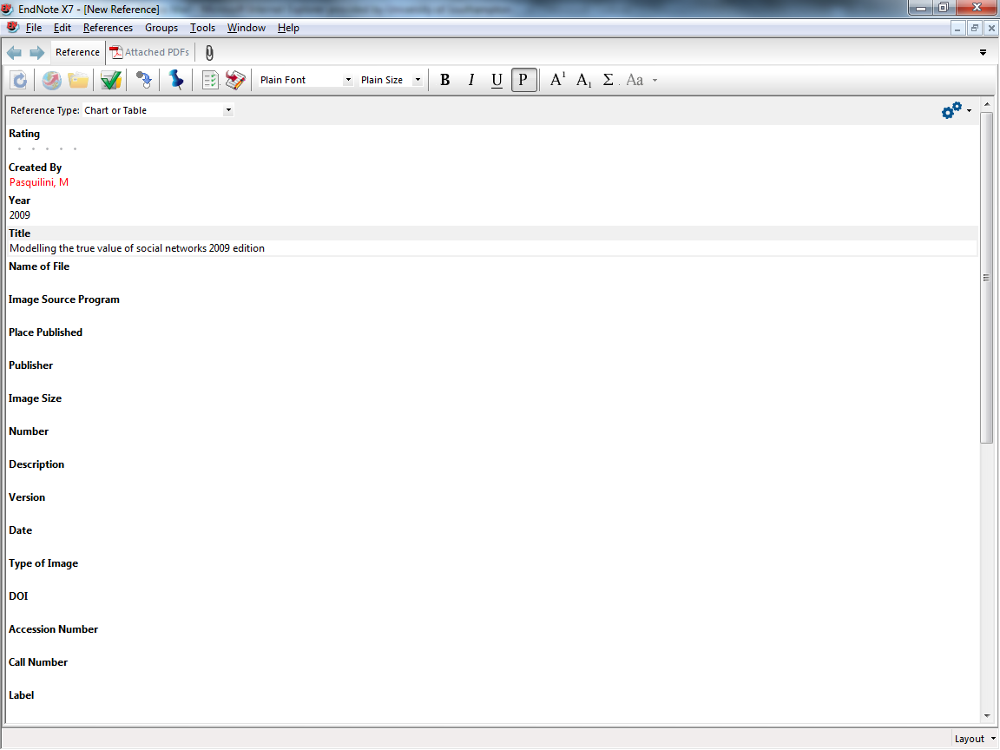 EndNote X7 - [New Reference]
File Edit References Groups Tools Window Help
Reference Attached PDFs
Plain Font Plain Size B I U P A1 A1 Σ Aa
Reference Type: Chart or Table
Rating
Created By
Pasquilini, M
Year
2009
Title
Modelling the true value of social networks 2009 edition
Name of File
Image Source Program
Place Published
Publisher
Image Size
Number
Description
Version
Date
Type of Image
DOI
Accession Number
Call Number
Label
Layout